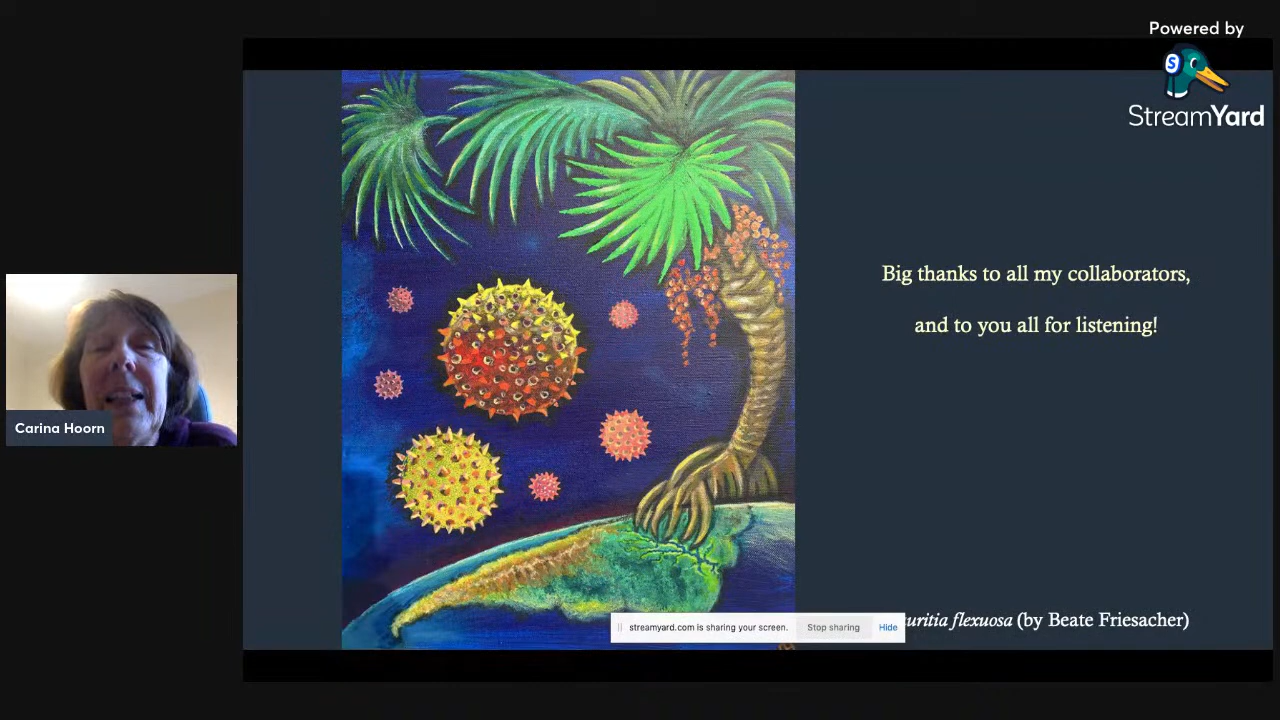 Powered by
StreamYard
Big thanks to all my collaborators,
and to you all for listening!
Carina Hoorn
streamyard.com is sharing your screen.
Stop sharing
Hide
flexuosa (by Beate Friesacher)